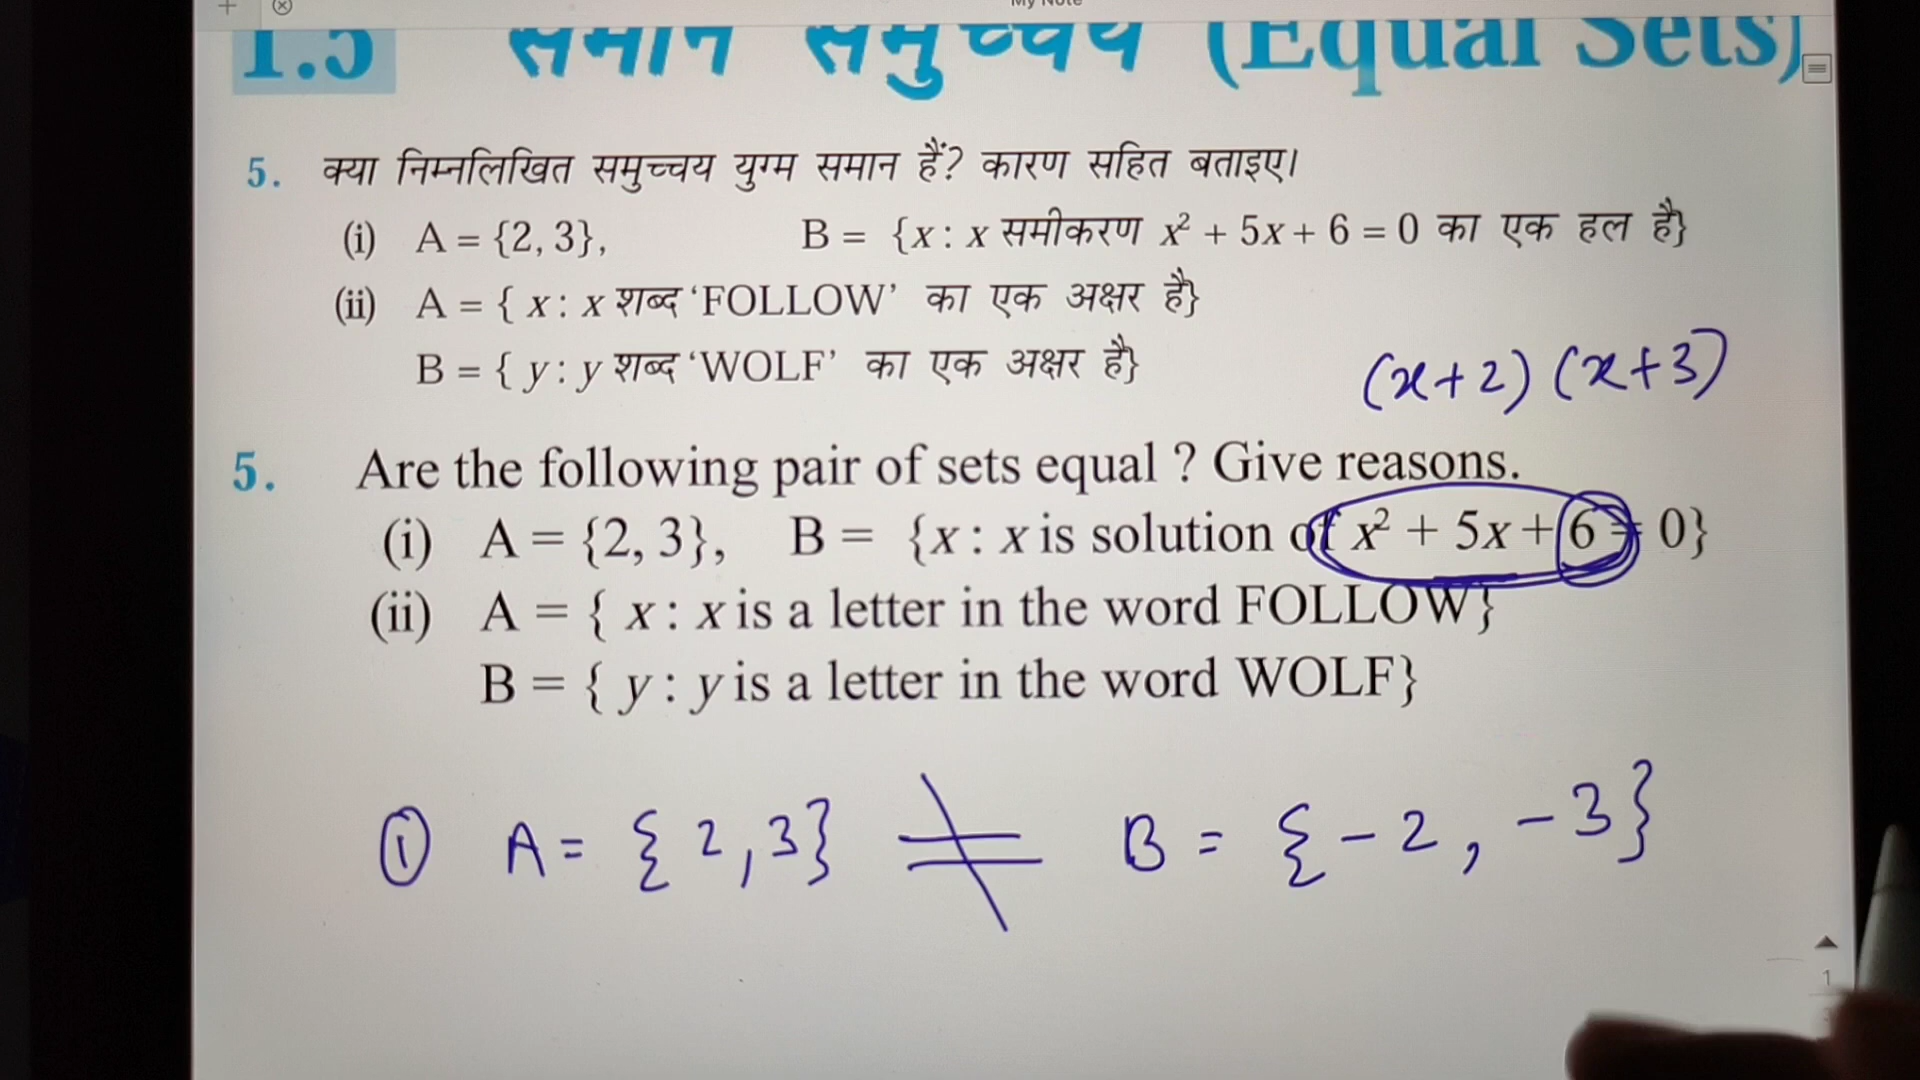 My Note
1.5 समान समुच्चय (Equal Sets)
5. क्या निम्नलिखित समुच्चय युग्म समान हैं? कारण सहित बताइए।
(i) A = {2, 3}, B = {x : x समीकरण x² + 5x + 6 = 0 का एक हल है}
(ii) A = { x : x शब्द ‘FOLLOW’ का एक अक्षर है}
B = { y : y शब्द ‘WOLF’ का एक अक्षर है}
(x+2) (x+3)
5. Are the following pair of sets equal ? Give reasons.
(i) A = {2, 3}, B = {x : x is solution of x² + 5x + 6 = 0}
(ii) A = { x : x is a letter in the word FOLLOW}
B = { y : y is a letter in the word WOLF}
① A = {2,3} ≠ B = {-2, -3}
1